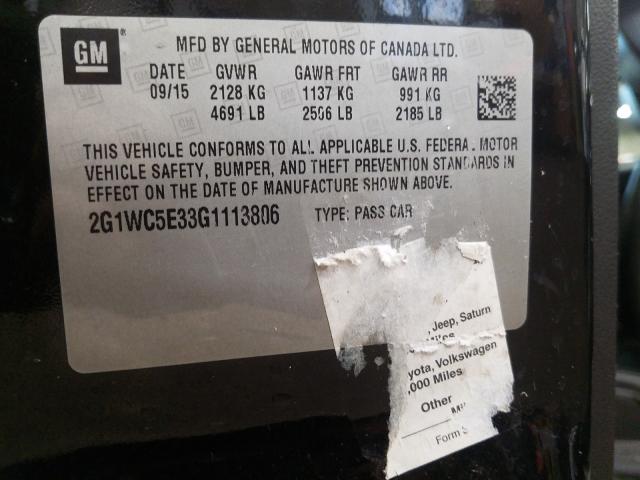 GM
MFD BY GENERAL MOTORS OF CANADA LTD.
DATE GVWR GAWR FRT GAWR RR
09/15 2128 KG 1137 KG 991 KG
4691 LB 2506 LB 2185 LB
THIS VEHICLE CONFORMS TO ALL APPLICABLE U.S. FEDERAL MOTOR
VEHICLE SAFETY, BUMPER, AND THEFT PREVENTION STANDARDS IN
EFFECT ON THE DATE OF MANUFACTURE SHOWN ABOVE.
2G1WC5E33G1113806 TYPE: PASS CAR
, Jeep, Saturn
Miles
yota, Volkswagen
,000 Miles
Other
Form